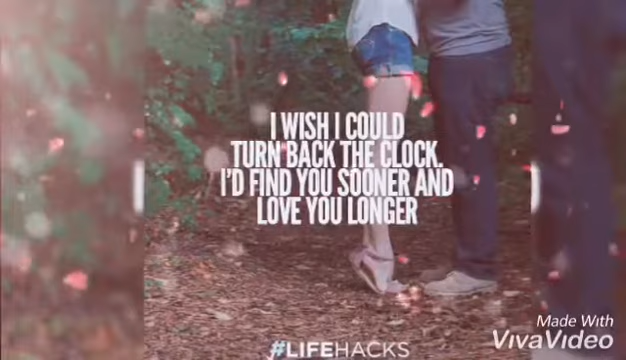 I WISH I COULD
TURN BACK THE CLOCK.
I'D FIND YOU SOONER AND
LOVE YOU LONGER
#LIFEHACKS
Made With
VivaVideo